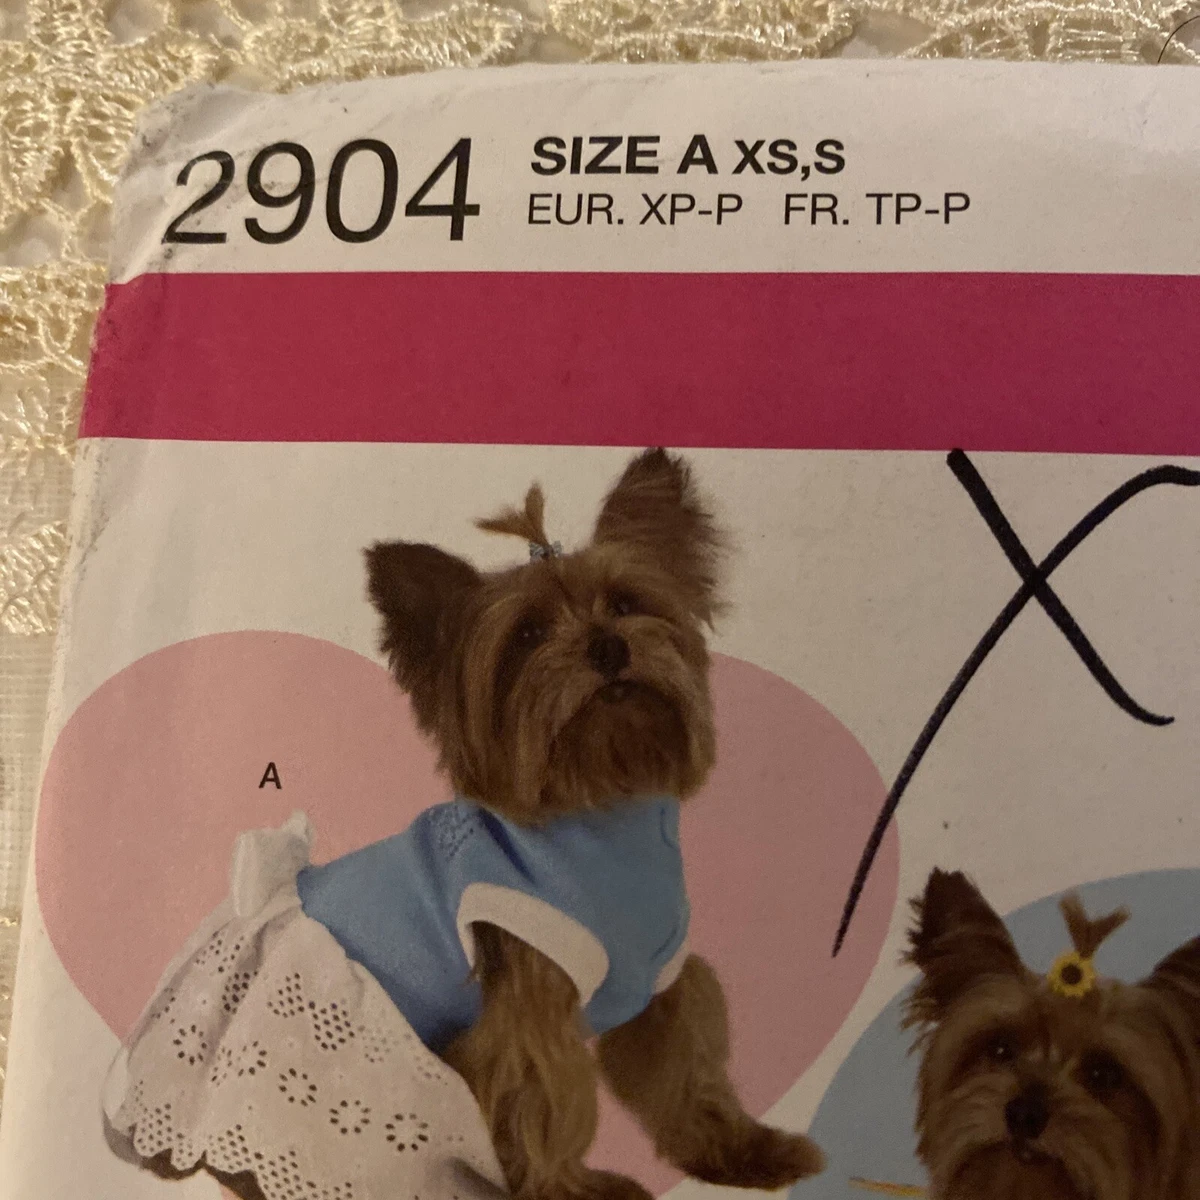 2904 SIZE A XS,S
EUR. XP-P FR. TP-P
X
A